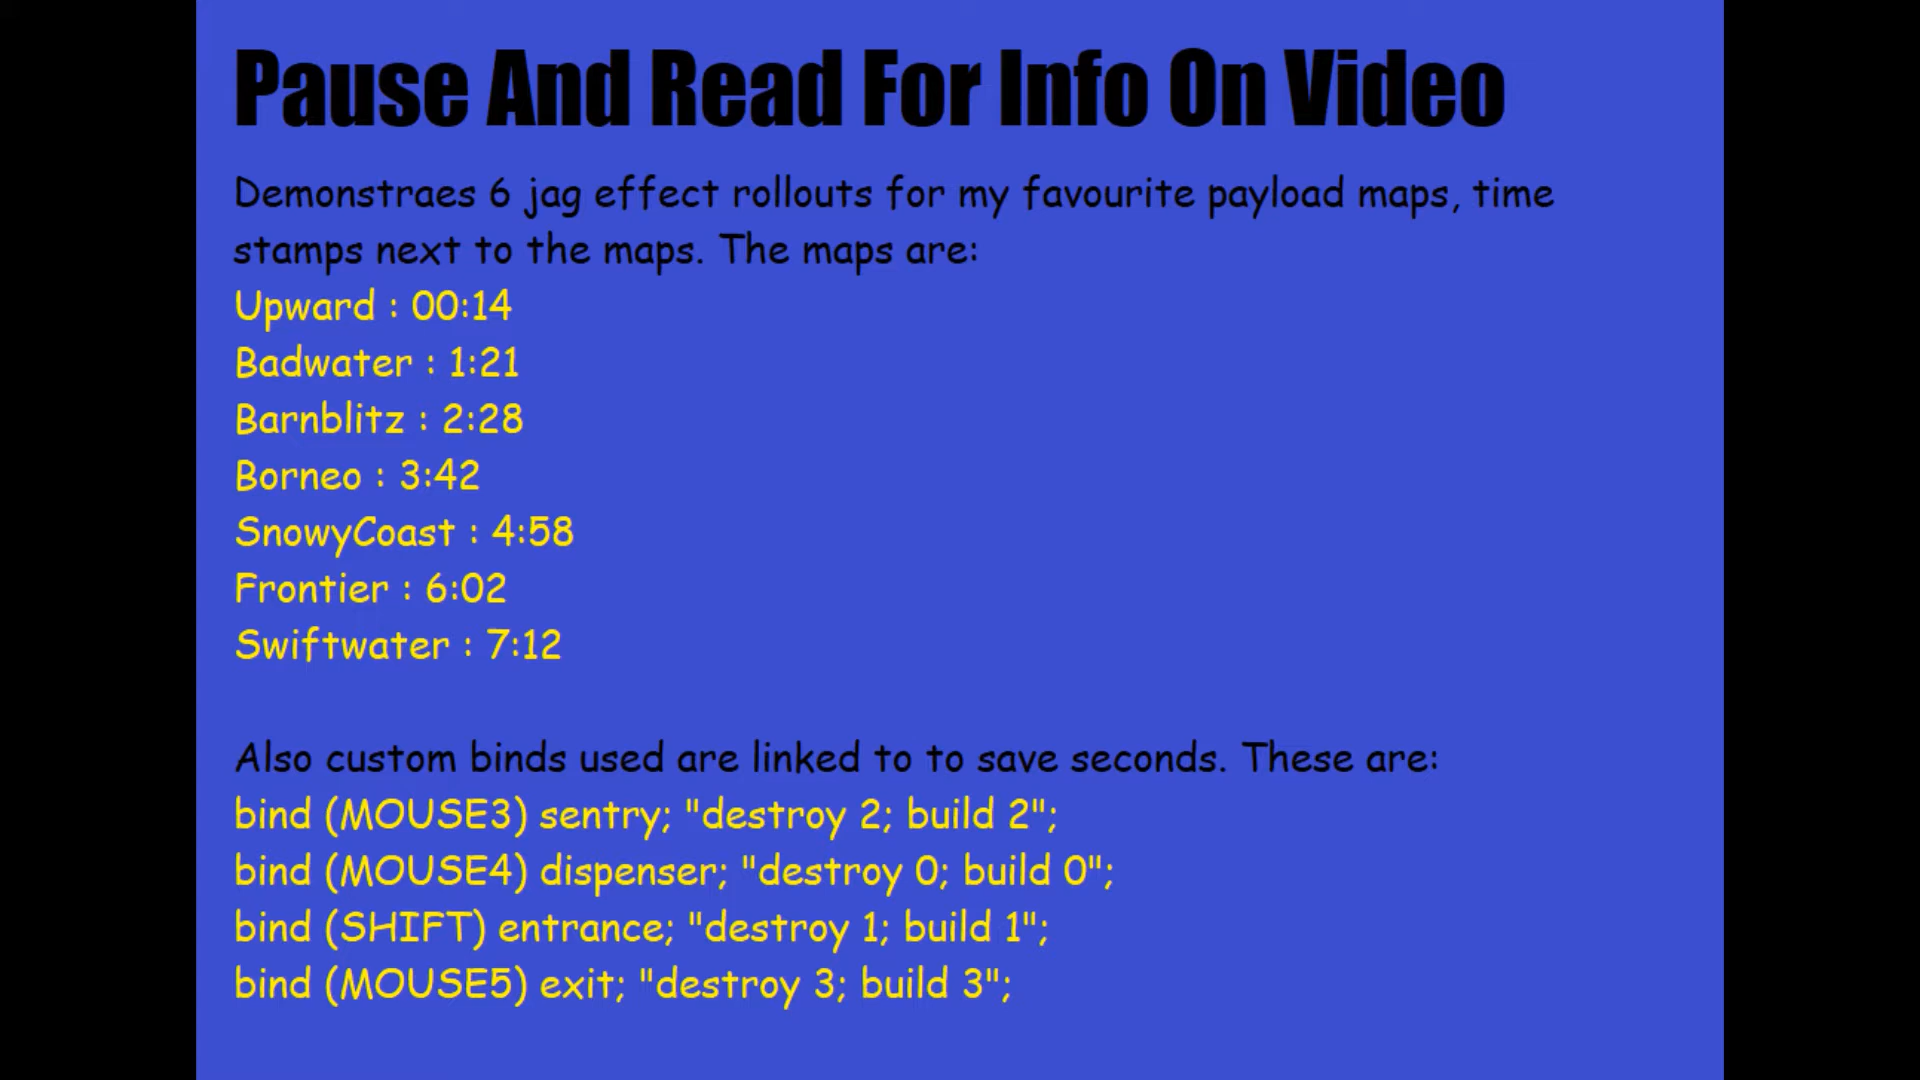 Pause And Read For Info On Video
Demonstraes 6 jag effect rollouts for my favourite payload maps, time
stamps next to the maps. The maps are:
Upward : 00:14
Badwater : 1:21
Barnblitz : 2:28
Borneo : 3:42
SnowyCoast : 4:58
Frontier : 6:02
Swiftwater : 7:12
Also custom binds used are linked to to save seconds. These are:
bind (MOUSE3) sentry; "destroy 2; build 2";
bind (MOUSE4) dispenser; "destroy 0; build 0";
bind (SHIFT) entrance; "destroy 1; build 1";
bind (MOUSE5) exit; "destroy 3; build 3";